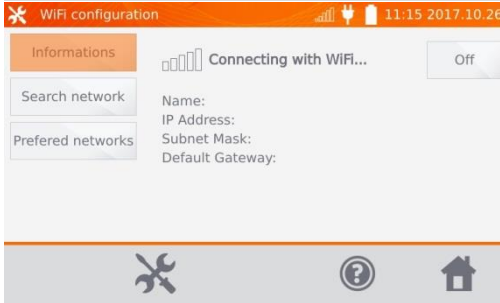 WiFi configuration 11:15 2017.10.26
Informations
Connecting with WiFi...
Off
Search network
Prefered networks
Name:
IP Address:
Subnet Mask:
Default Gateway:
?